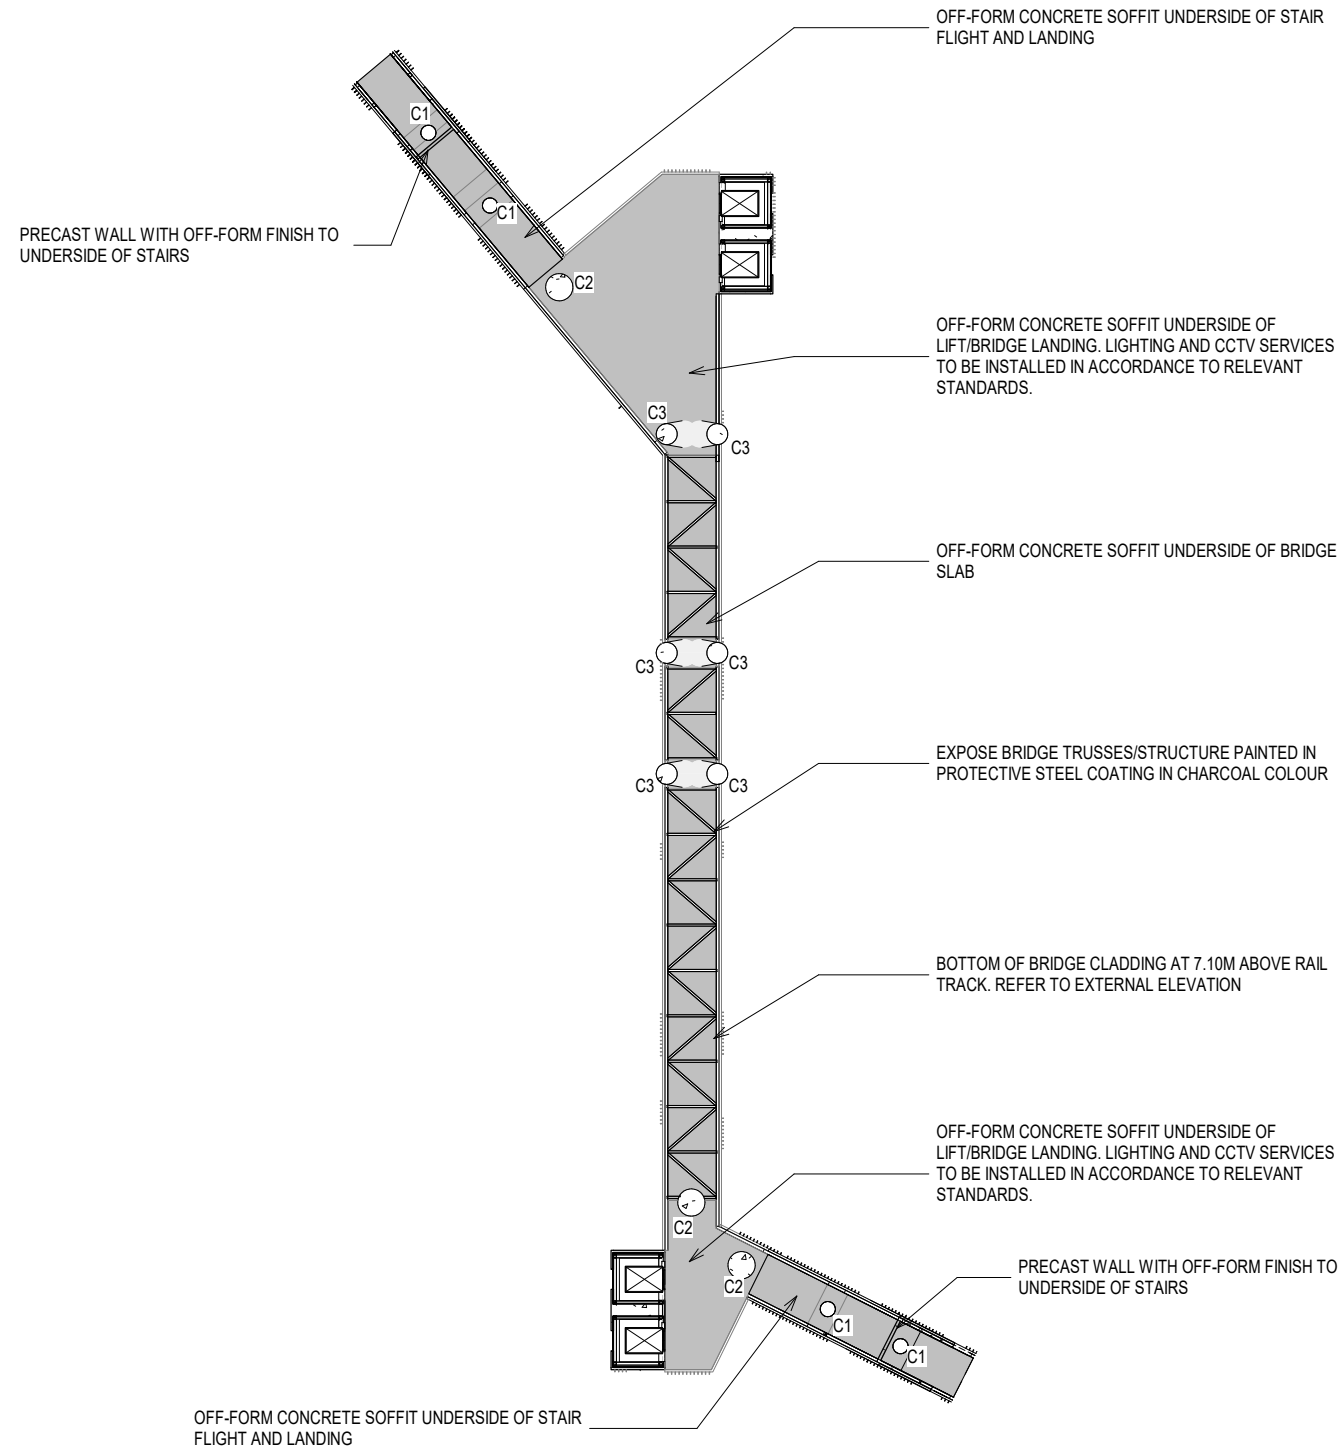 OFF-FORM CONCRETE SOFFIT UNDERSIDE OF STAIR
FLIGHT AND LANDING
C1
C1
PRECAST WALL WITH OFF-FORM FINISH TO
UNDERSIDE OF STAIRS
C2
OFF-FORM CONCRETE SOFFIT UNDERSIDE OF
LIFT/BRIDGE LANDING. LIGHTING AND CCTV SERVICES
TO BE INSTALLED IN ACCORDANCE TO RELEVANT
STANDARDS.
C3
C3
OFF-FORM CONCRETE SOFFIT UNDERSIDE OF BRIDGE
SLAB
C3
C3
EXPOSE BRIDGE TRUSSES/STRUCTURE PAINTED IN
PROTECTIVE STEEL COATING IN CHARCOAL COLOUR
C3
C3
BOTTOM OF BRIDGE CLADDING AT 7.10M ABOVE RAIL
TRACK. REFER TO EXTERNAL ELEVATION
OFF-FORM CONCRETE SOFFIT UNDERSIDE OF
LIFT/BRIDGE LANDING. LIGHTING AND CCTV SERVICES
TO BE INSTALLED IN ACCORDANCE TO RELEVANT
STANDARDS.
C2
C2
PRECAST WALL WITH OFF-FORM FINISH TO
UNDERSIDE OF STAIRS
C1
C1
OFF-FORM CONCRETE SOFFIT UNDERSIDE OF STAIR
FLIGHT AND LANDING